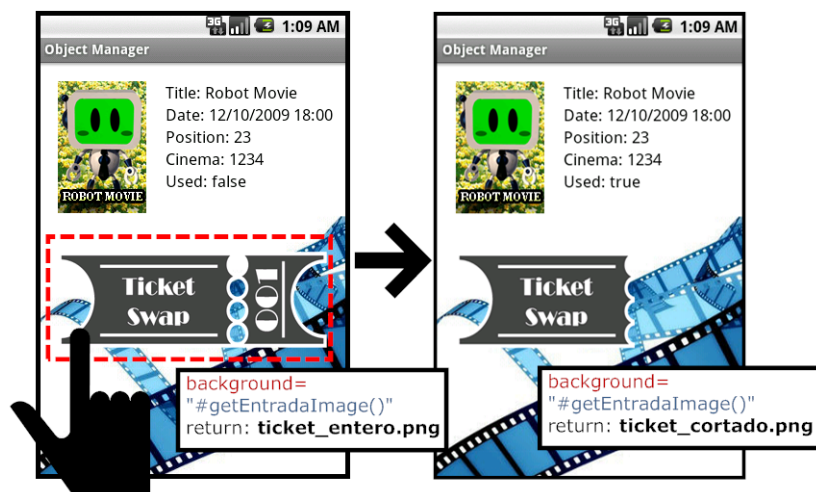 3G 1:09 AM
Object Manager
Title: Robot Movie
Date: 12/10/2009 18:00
Position: 23
Cinema: 1234
Used: false
ROBOT MOVIE
Ticket
Swap
001
background=
"#getEntradaImage()"
return: ticket_entero.png
3G 1:09 AM
Object Manager
Title: Robot Movie
Date: 12/10/2009 18:00
Position: 23
Cinema: 1234
Used: true
ROBOT MOVIE
Ticket
Swap
background=
"#getEntradaImage()"
return: ticket_cortado.png